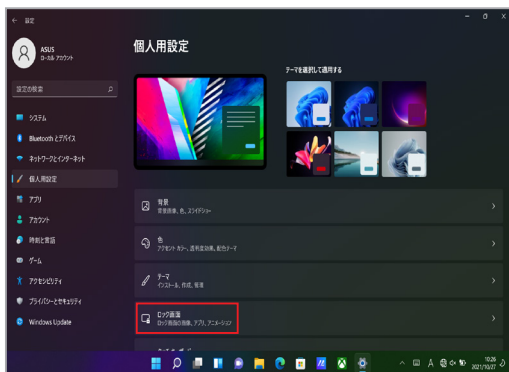 設定
ASUS
ローカル アカウント
設定の検索
システム
Bluetooth とデバイス
ネットワークとインターネット
個人用設定
アプリ
アカウント
時刻と言語
ゲーム
アクセシビリティ
プライバシーとセキュリティ
Windows Update
個人用設定
テーマを選択して適用する
背景
背景画像、色、スライドショー
色
アクセント カラー、透明度効果、配色テーマ
テーマ
インストール、作成、管理
ロック画面
ロック画面の画像、アプリ、アニメーション
A
10:26
2021/10/27